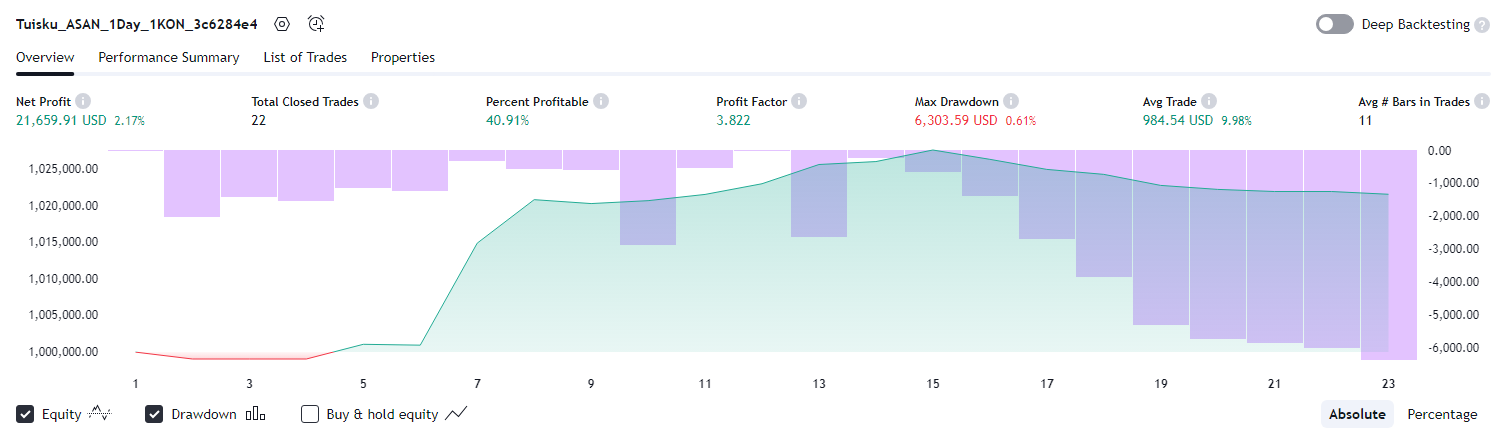 Tuisku_ASAN_1Day_1KON_3c6284e4 Deep Backtesting ?
Overview Performance Summary List of Trades Properties
Net Profit i Total Closed Trades i Percent Profitable i Profit Factor i Max Drawdown i Avg Trade i Avg # Bars in Trades i
21,659.91 USD 2.17% 22 40.91% 3.822 6,303.59 USD 0.61% 984.54 USD 9.98% 11
0.00
1,025,000.00 -1,000.00
1,020,000.00 -2,000.00
1,015,000.00 -3,000.00
1,010,000.00 -4,000.00
1,005,000.00 -5,000.00
1,000,000.00 -6,000.00
1 3 5 7 9 11 13 15 17 19 21 23
Equity Drawdown Buy & hold equity Absolute Percentage